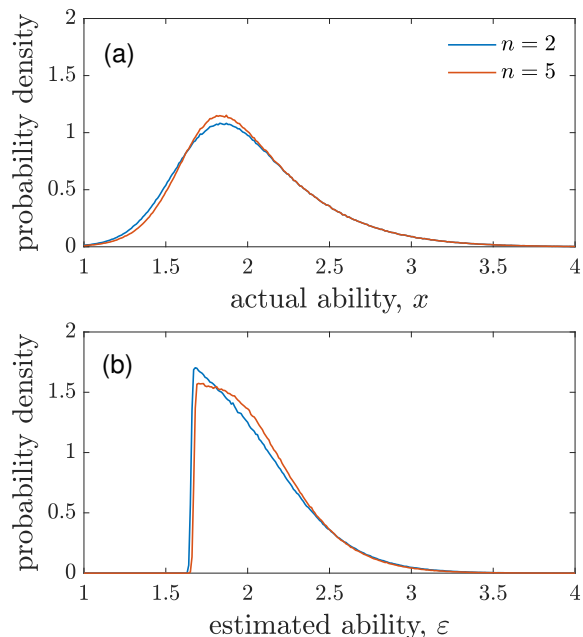 2
(a)
n = 2
n = 5
1.5
1
0.5
0
probability density
1 1.5 2 2.5 3 3.5 4
actual ability, x
2
(b)
1.5
1
0.5
0
probability density
1 1.5 2 2.5 3 3.5 4
estimated ability, ε